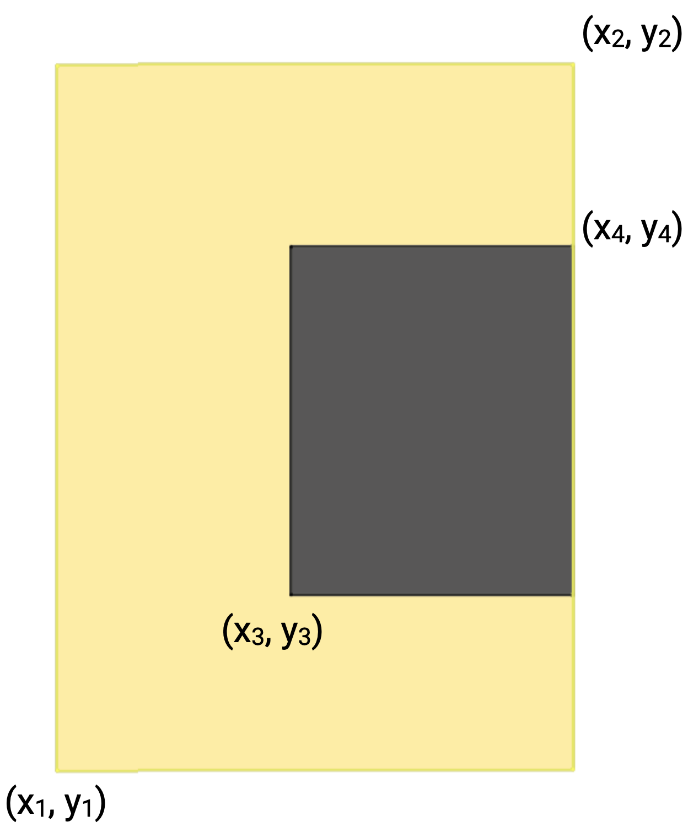 (x₂, y₂)
(x₄, y₄)
(x₃, y₃)
(x₁, y₁)